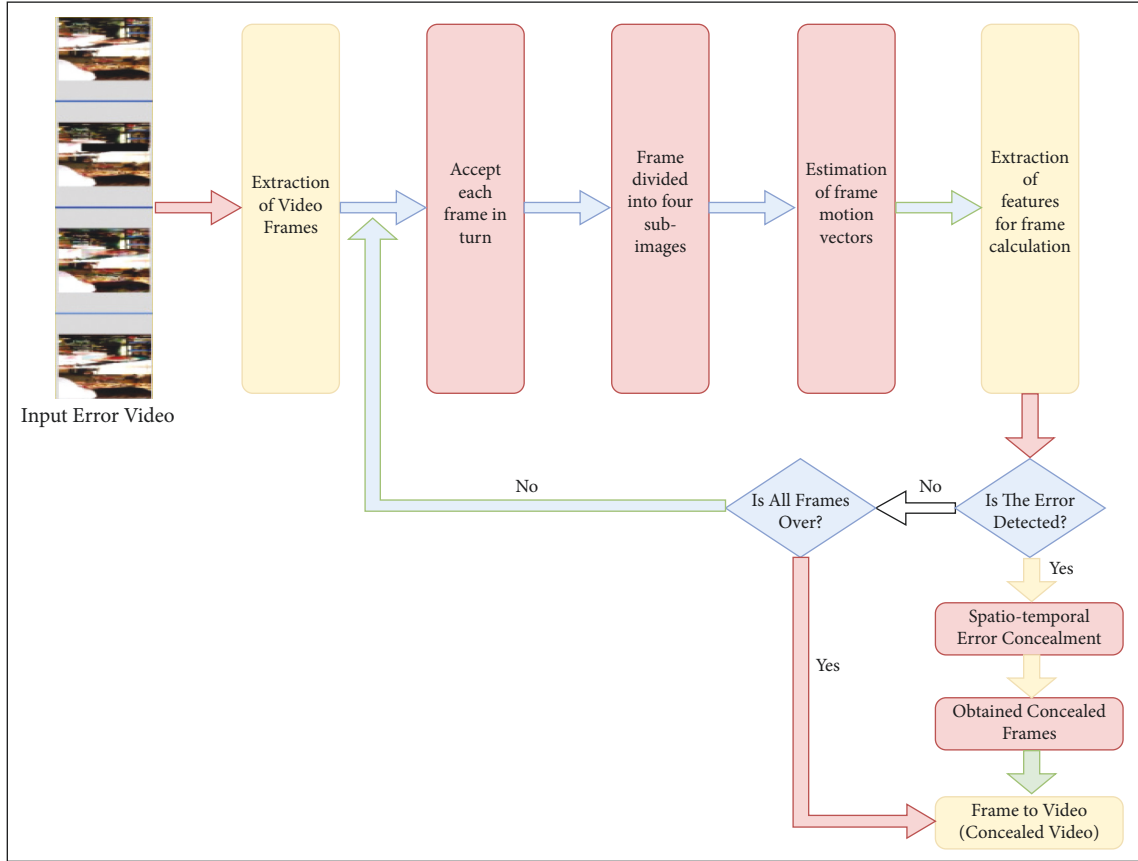 Input Error Video
Extraction
of Video
Frames
Accept
each
frame in
turn
Frame
divided
into four
sub-
images
Estimation
of frame
motion
vectors
Extraction
of
features
for frame
calculation
Is The Error
Detected?
No
Is All Frames
Over?
No
Yes
Yes
Spatio-temporal
Error Concealment
Obtained Concealed
Frames
Frame to Video
(Concealed Video)